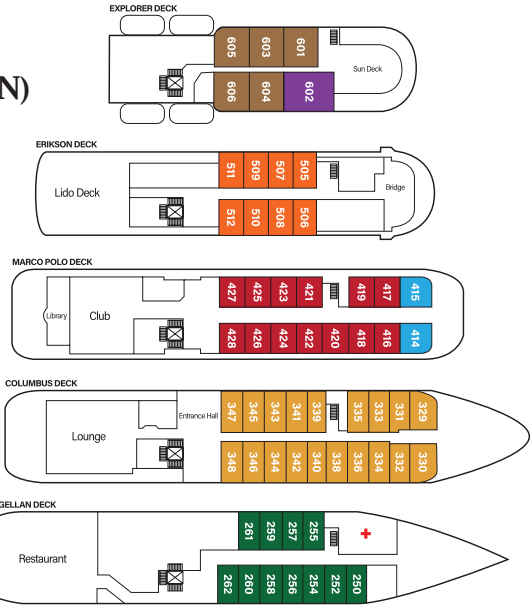 EXPLORER DECK
605 603 601
Sun Deck
606 604 602
N)
ERIKSON DECK
511 509 507 505
Lido Deck
Bridge
512 510 508 506
MARCO POLO DECK
427 425 423 421 419 417 415
Library
Club
428 426 424 422 420 418 416 414
COLUMBUS DECK
347 345 343 341 339 335 333 331 329
Entrance Hall
Lounge
348 346 344 342 340 338 336 334 332 330
GELLAN DECK
261 259 257 255
Restaurant
262 260 258 256 254 252 250